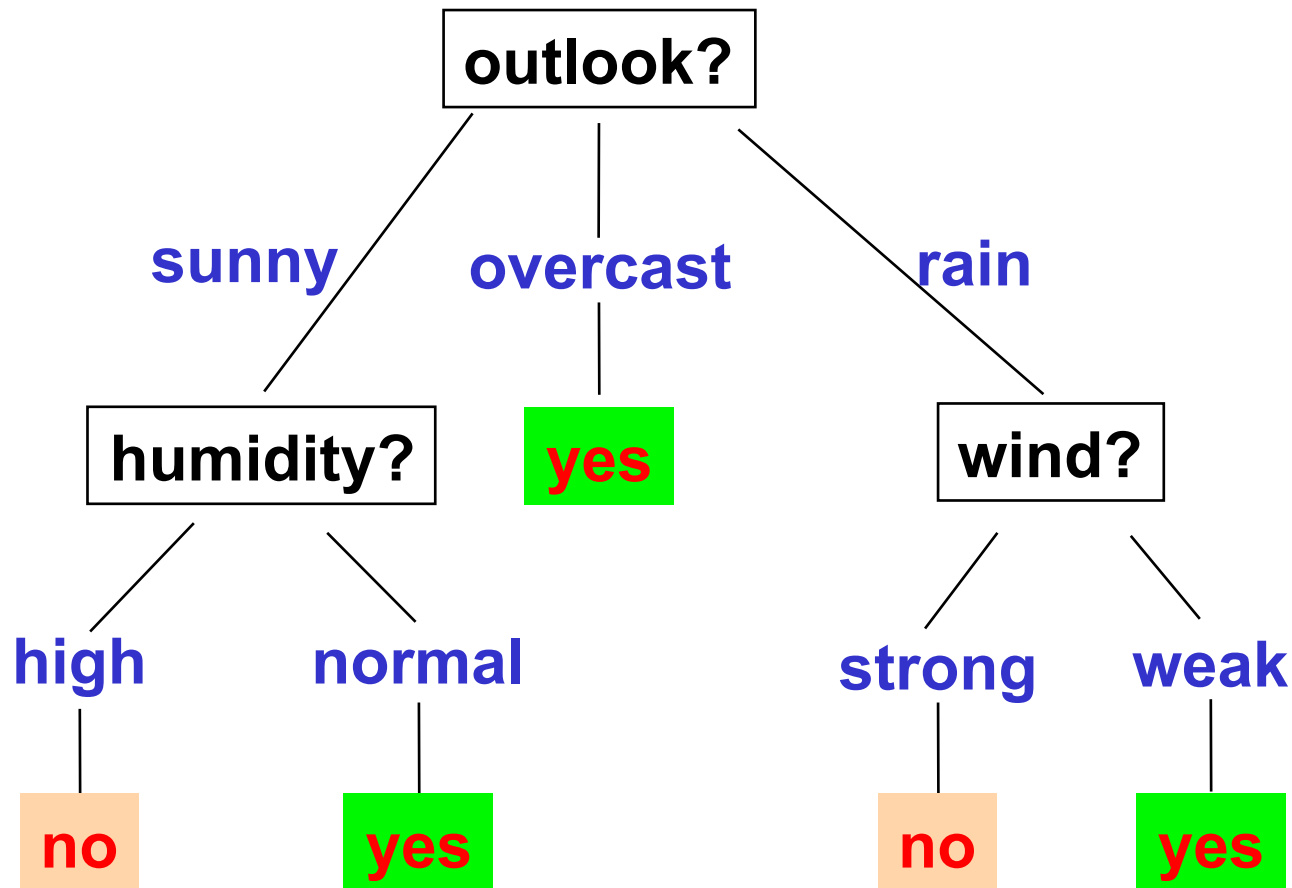 outlook?
sunny
overcast
rain
humidity?
yes
wind?
high
normal
strong
weak
no
yes
no
yes